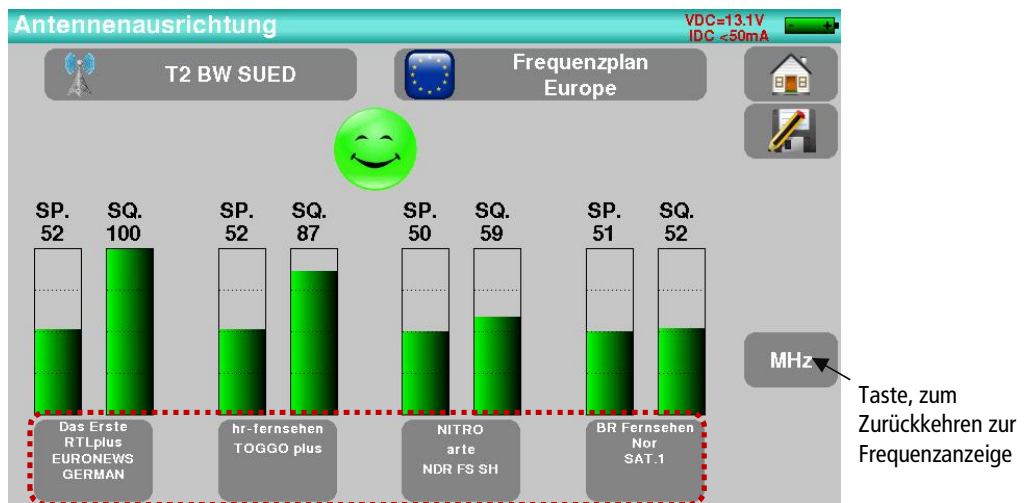 Antennenausrichtung
VDC=13.1V
IDC <50mA
T2 BW SUED
Frequenzplan
Europe
SP. SQ. SP. SQ. SP. SQ. SP. SQ.
52 100 52 87 50 59 51 52
MHz
Taste, zum
Zurückkehren zur
Frequenzanzeige
Das Erste
RTLplus
EURONEWS
GERMAN
hr-fernsehen
TOGGO plus
NITRO
arte
NDR FS SH
BR Fernsehen
Nor
SAT.1